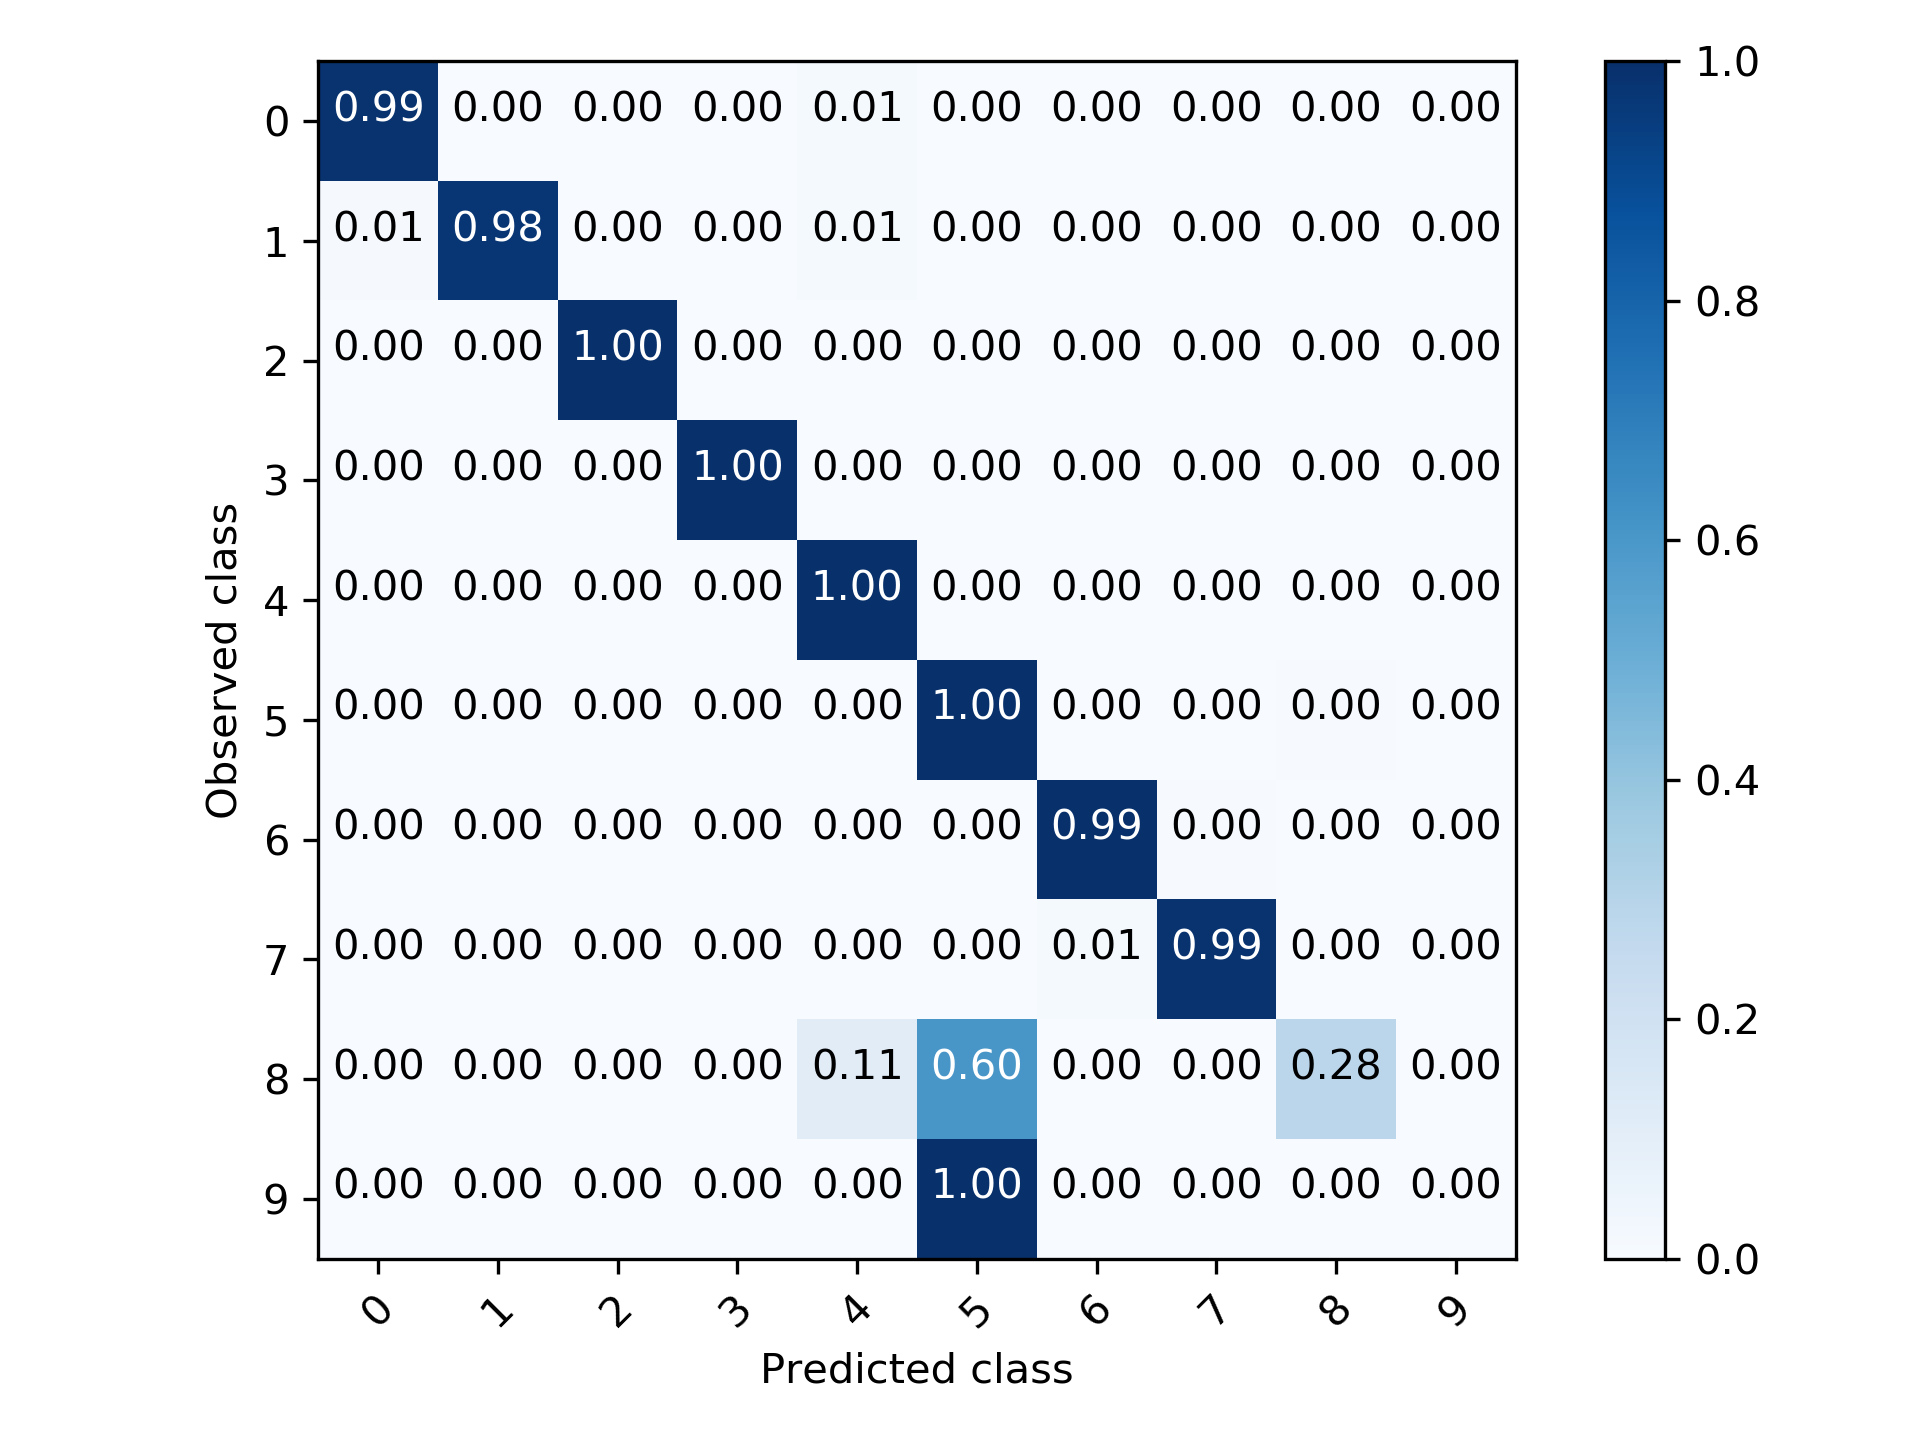 0 0.99 0.00 0.00 0.00 0.01 0.00 0.00 0.00 0.00 0.00
1 0.01 0.98 0.00 0.00 0.01 0.00 0.00 0.00 0.00 0.00
2 0.00 0.00 1.00 0.00 0.00 0.00 0.00 0.00 0.00 0.00
3 0.00 0.00 0.00 1.00 0.00 0.00 0.00 0.00 0.00 0.00
4 0.00 0.00 0.00 0.00 1.00 0.00 0.00 0.00 0.00 0.00
5 0.00 0.00 0.00 0.00 0.00 1.00 0.00 0.00 0.00 0.00
6 0.00 0.00 0.00 0.00 0.00 0.00 0.99 0.00 0.00 0.00
7 0.00 0.00 0.00 0.00 0.00 0.00 0.01 0.99 0.00 0.00
8 0.00 0.00 0.00 0.00 0.11 0.60 0.00 0.00 0.28 0.00
9 0.00 0.00 0.00 0.00 0.00 1.00 0.00 0.00 0.00 0.00
0 1 2 3 4 5 6 7 8 9
Predicted class
Observed class
1.0
0.8
0.6
0.4
0.2
0.0